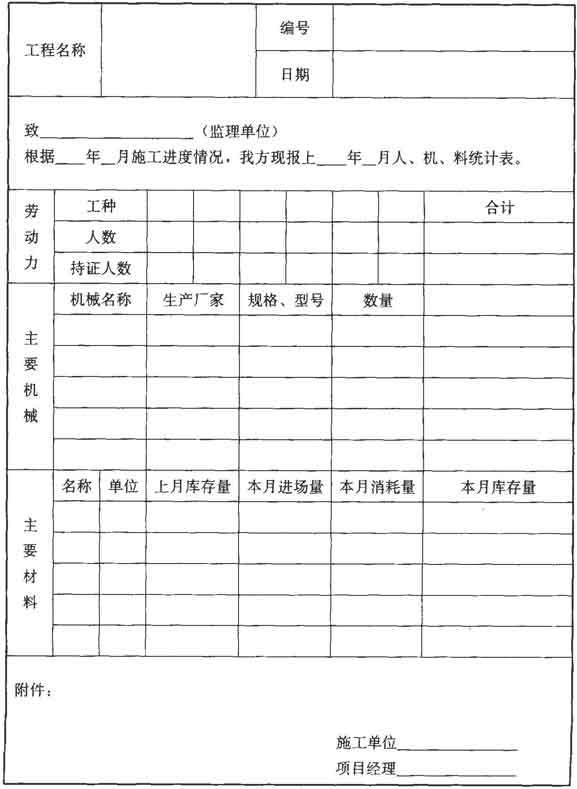 工程名称
编号
日期
致________________(监理单位)
根据____年__月施工进度情况，我方现报上____年__月人、机、料统计表。
劳动力
工种
合计
人数
持证人数
主要机械
机械名称 生产厂家 规格、型号 数量
主要材料
名称 单位 上月库存量 本月进场量 本月消耗量 本月库存量
附件：
施工单位____________
项目经理____________